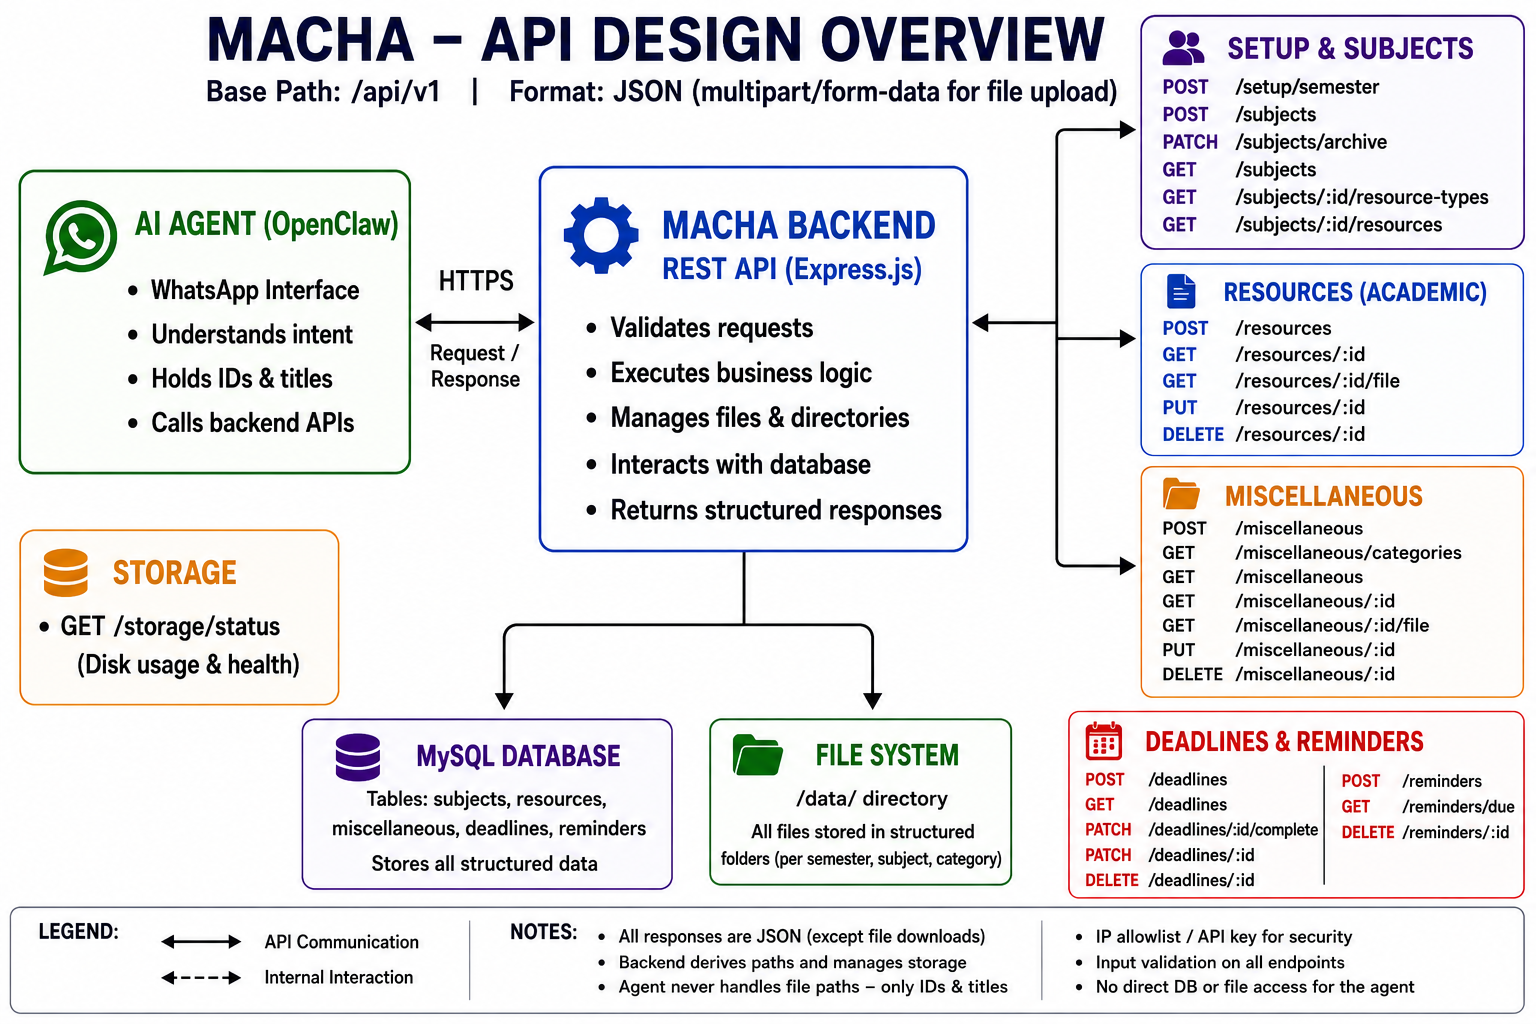 MACHA – API DESIGN OVERVIEW
Base Path: /api/v1 | Format: JSON (multipart/form-data for file upload)
AI AGENT (OpenClaw)
• WhatsApp Interface
• Understands intent
• Holds IDs & titles
• Calls backend APIs
HTTPS
Request /
Response
MACHA BACKEND
REST API (Express.js)
• Validates requests
• Executes business logic
• Manages files & directories
• Interacts with database
• Returns structured responses
SETUP & SUBJECTS
POST /setup/semester
POST /subjects
PATCH /subjects/archive
GET /subjects
GET /subjects/:id/resource-types
GET /subjects/:id/resources
RESOURCES (ACADEMIC)
POST /resources
GET /resources/:id
GET /resources/:id/file
PUT /resources/:id
DELETE /resources/:id
MISCELLANEOUS
POST /miscellaneous
GET /miscellaneous/categories
GET /miscellaneous
GET /miscellaneous/:id
GET /miscellaneous/:id/file
PUT /miscellaneous/:id
DELETE /miscellaneous/:id
STORAGE
• GET /storage/status
(Disk usage & health)
MySQL DATABASE
Tables: subjects, resources,
miscellaneous, deadlines, reminders
Stores all structured data
FILE SYSTEM
/data/ directory
All files stored in structured
folders (per semester, subject, category)
DEADLINES & REMINDERS
POST /deadlines
GET /deadlines
PATCH /deadlines/:id/complete
PATCH /deadlines/:id
DELETE /deadlines/:id
POST /reminders
GET /reminders/due
DELETE /reminders/:id
LEGEND:
API Communication
Internal Interaction
NOTES:
• All responses are JSON (except file downloads)
• Backend derives paths and manages storage
• Agent never handles file paths – only IDs & titles
• IP allowlist / API key for security
• Input validation on all endpoints
• No direct DB or file access for the agent